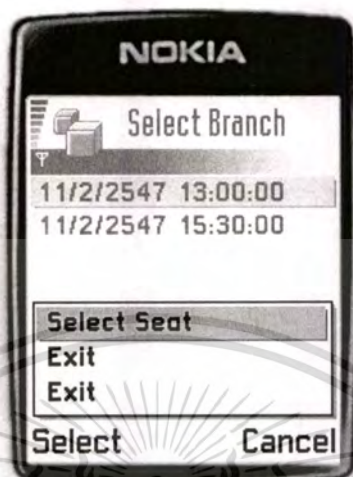 NOKIA
Select Branch
11/2/2547 13:00:00
11/2/2547 15:30:00
Select Seat
Exit
Exit
Select Cancel